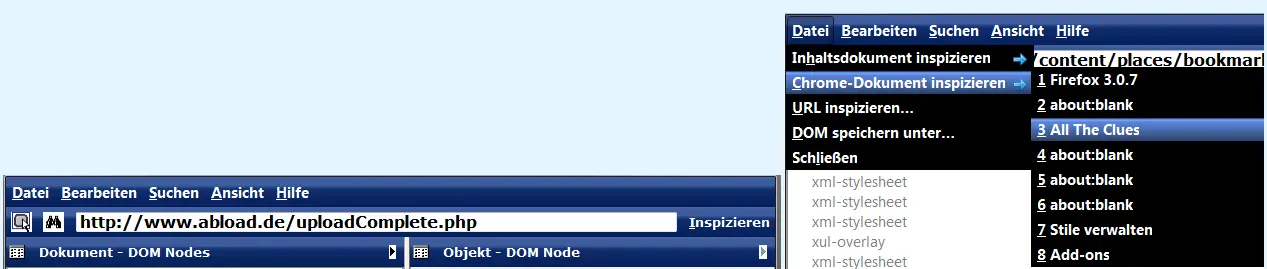 Datei Bearbeiten Suchen Ansicht Hilfe
http://www.abload.de/uploadComplete.php Inspizieren
Dokument - DOM Nodes Objekt - DOM Node
Datei Bearbeiten Suchen Ansicht Hilfe
Inhaltsdokument inspizieren
Chrome-Dokument inspizieren
URL inspizieren...
DOM speichern unter...
Schließen
xml-stylesheet
xml-stylesheet
xml-stylesheet
xul-overlay
xml-stylesheet
/content/places/bookmark
1 Firefox 3.0.7
2 about:blank
3 All The Clues
4 about:blank
5 about:blank
6 about:blank
7 Stile verwalten
8 Add-ons